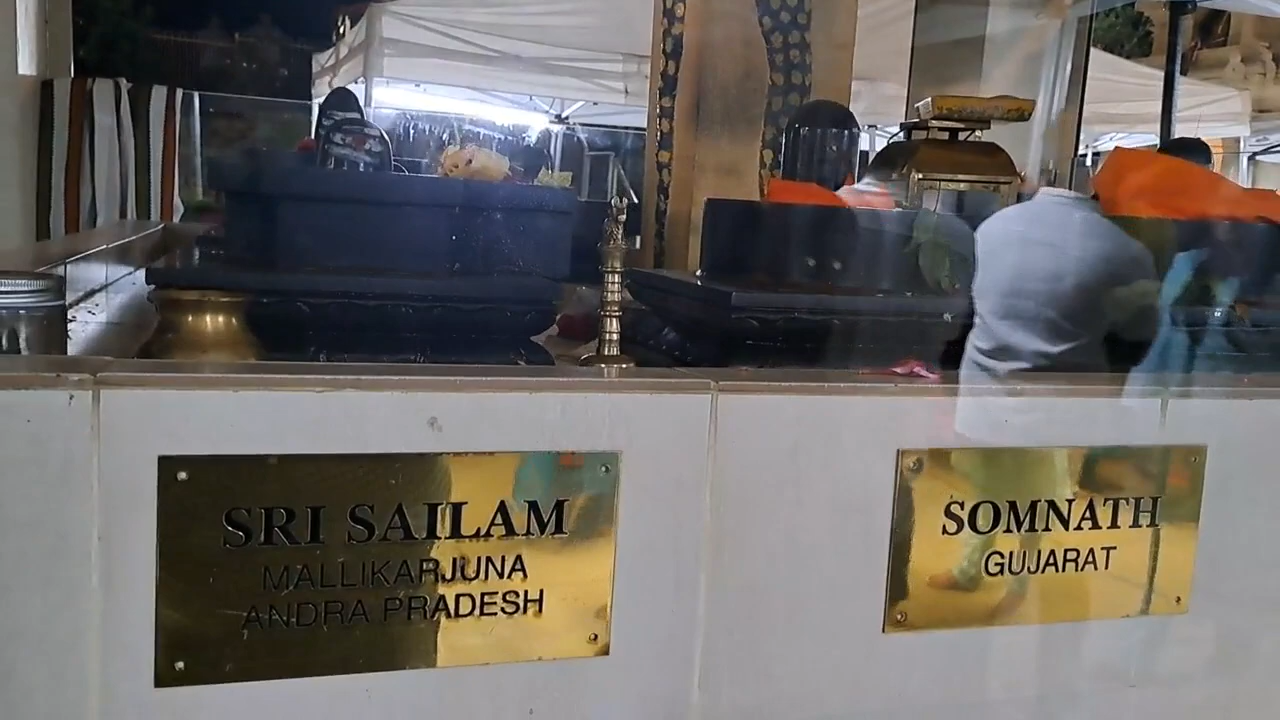 SRI SAILAM
MALLIKARJUNA
ANDRA PRADESH
SOMNATH
GUJARAT